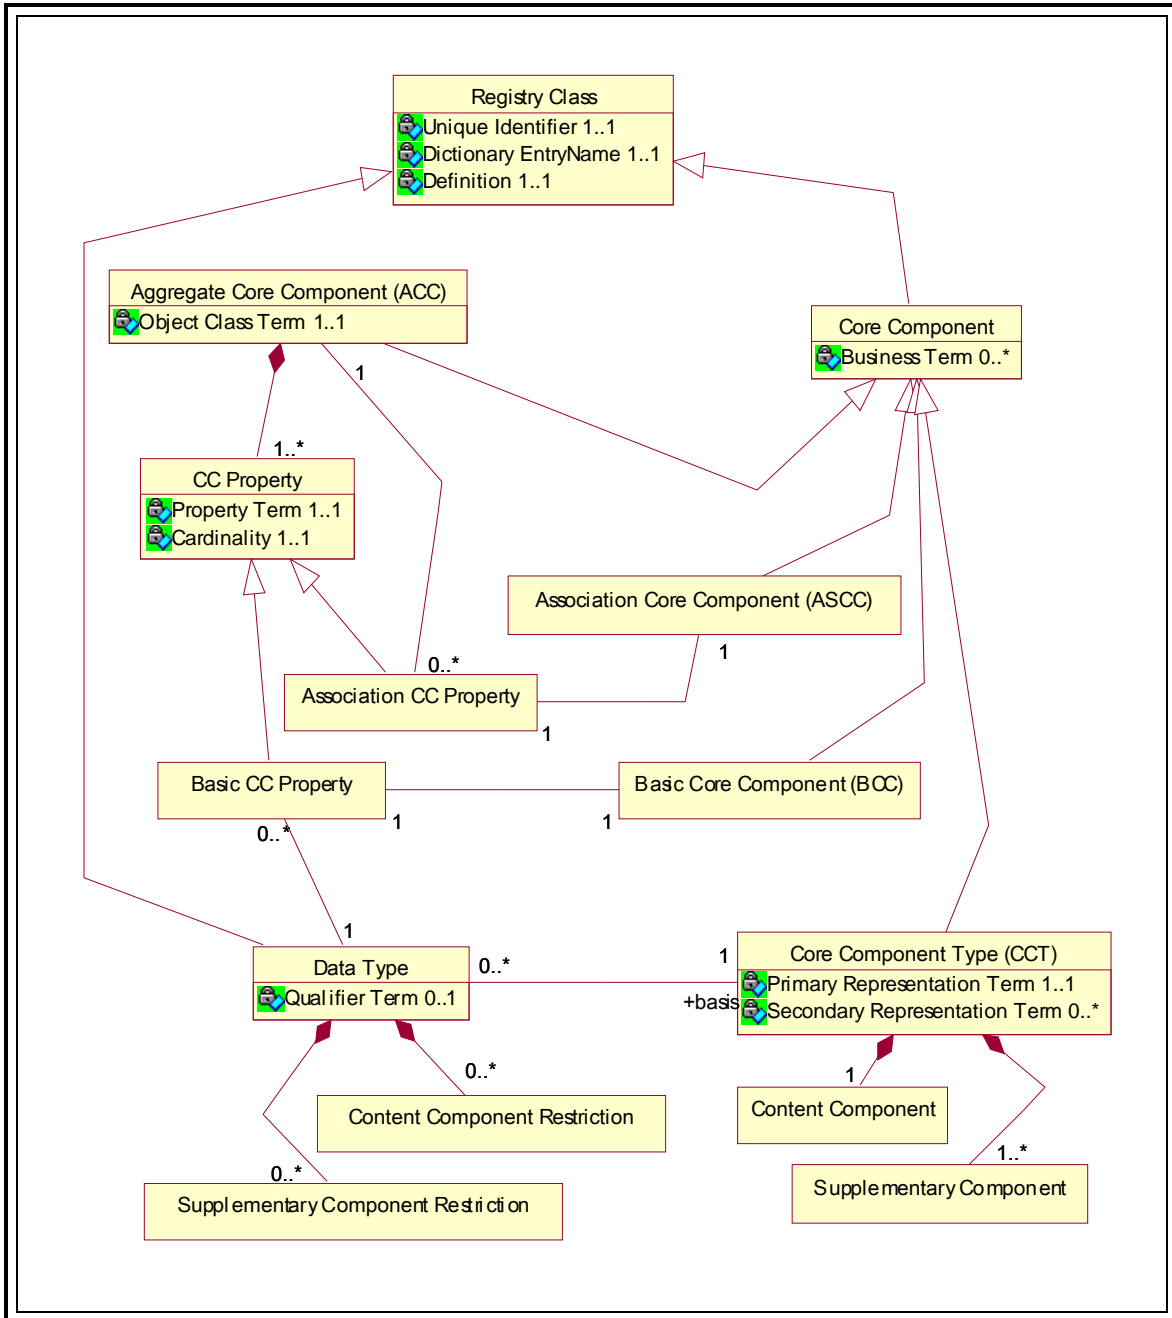 Registry Class
Unique Identifier 1..1
Dictionary EntryName 1..1
Definition 1..1
Aggregate Core Component (ACC)
Object Class Term 1..1
Core Component
Business Term 0..*
1
1..*
CC Property
Property Term 1..1
Cardinality 1..1
Association Core Component (ASCC)
1
0..*
Association CC Property
1
Basic CC Property
Basic Core Component (BCC)
0..*
1
1
1
Data Type
Qualifier Term 0..1
0..*
1
+basis
Core Component Type (CCT)
Primary Representation Term 1..1
Secondary Representation Term 0..*
0..*
1
Content Component Restriction
Content Component
0..*
1..*
Supplementary Component Restriction
Supplementary Component